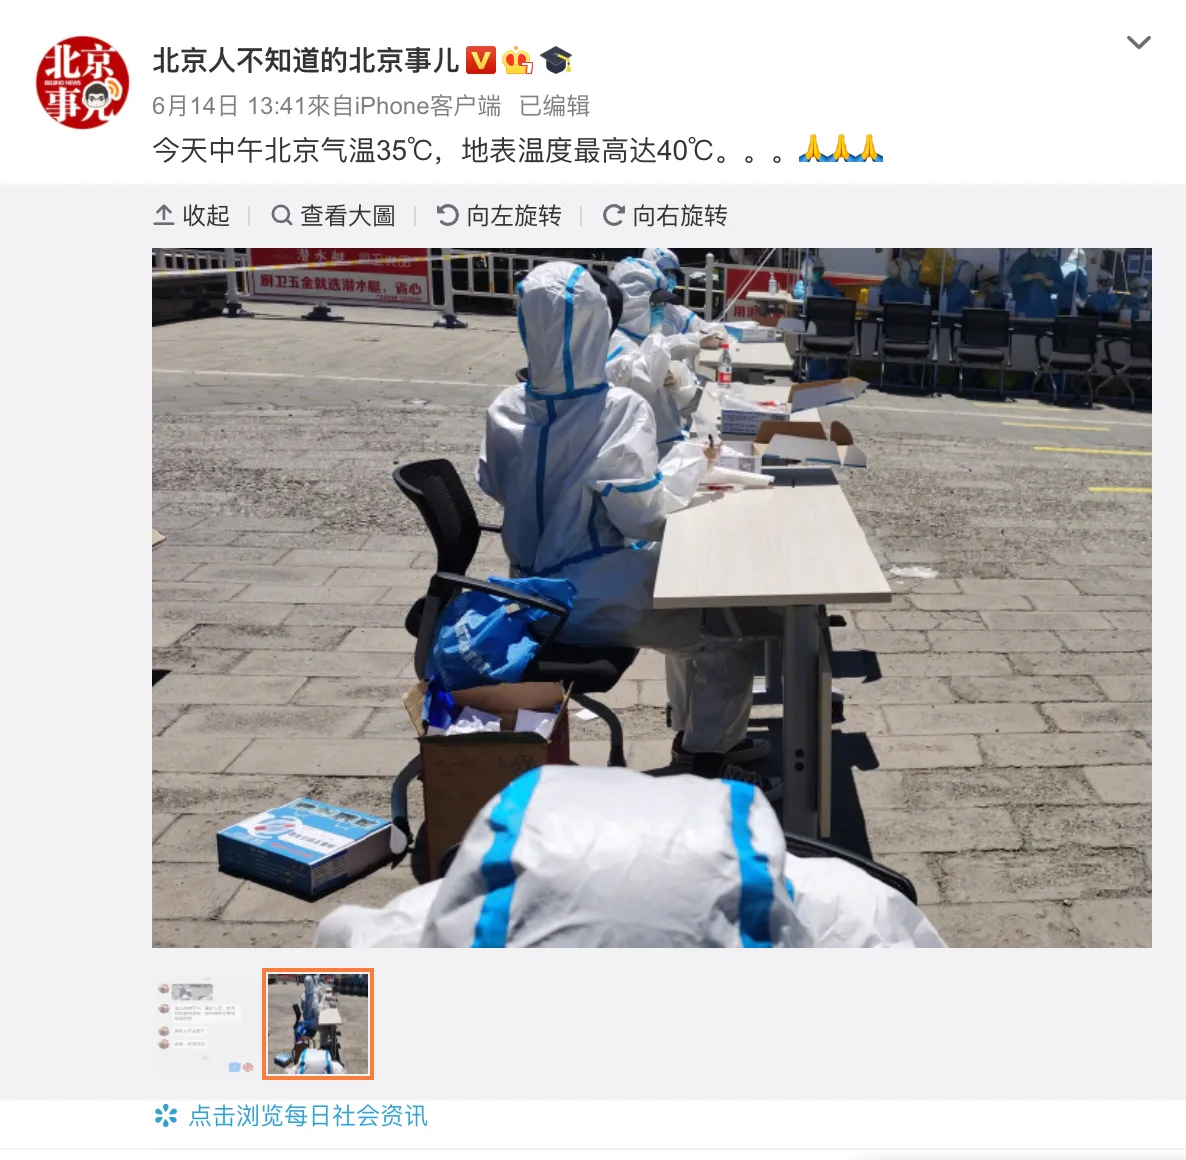 北京
BEIJING NEWS
事儿
北京人不知道的北京事儿
6月14日 13:41來自iPhone客户端 已编辑
今天中午北京气温35℃，地表温度最高达40℃。。。🙏🙏🙏
收起
查看大圖
向左旋转
向右旋转
厨卫五金就选潜水艇，省心
点击浏览每日社会资讯